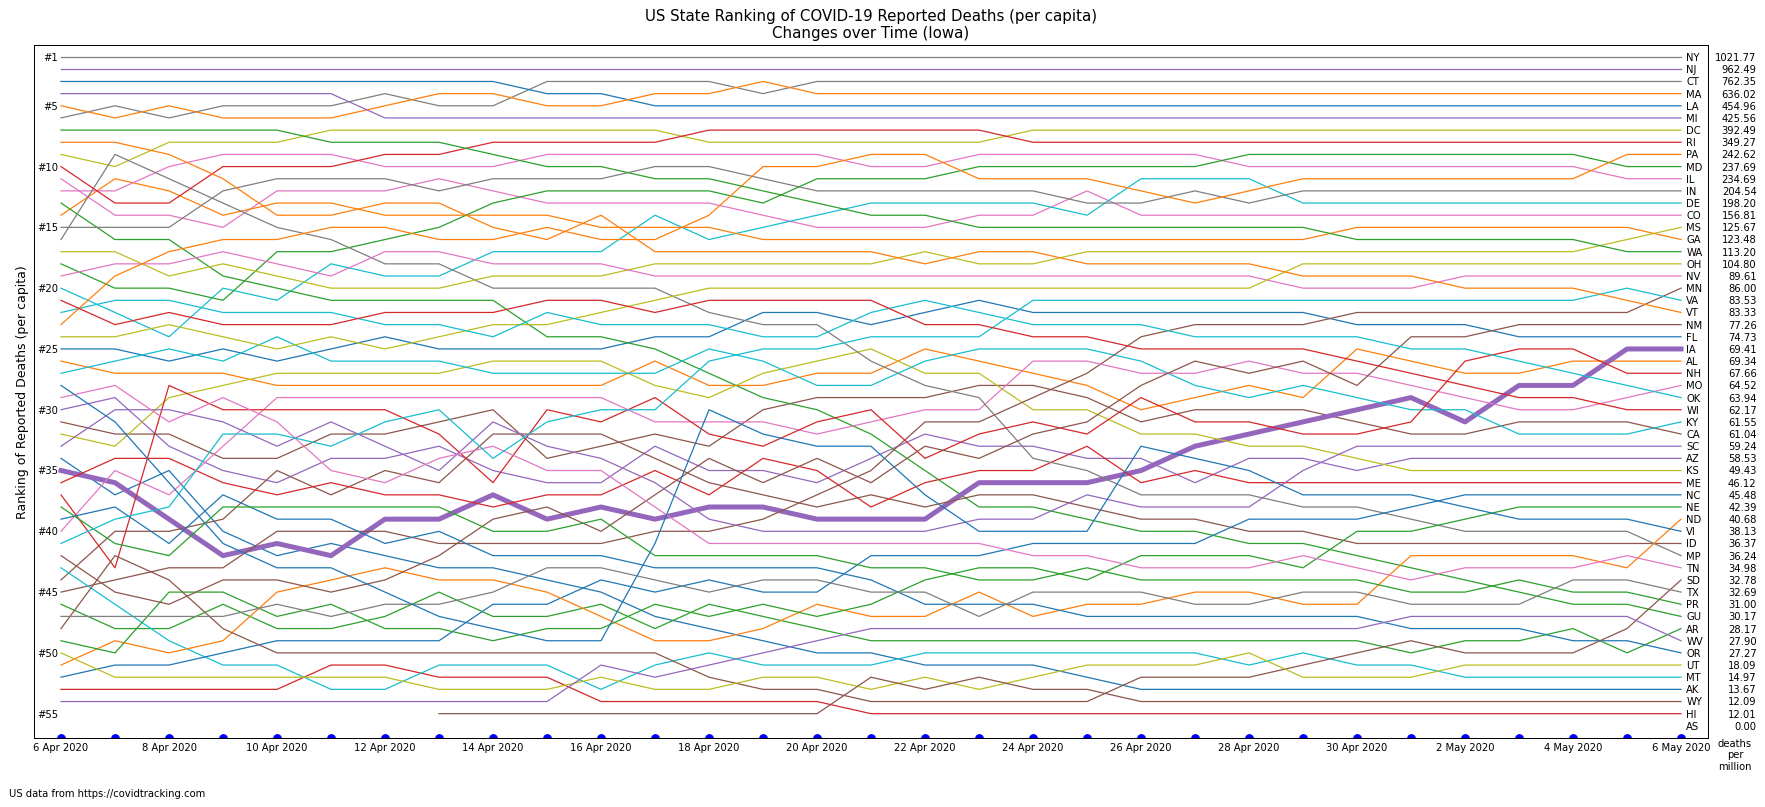 US State Ranking of COVID-19 Reported Deaths (per capita)
Changes over Time (Iowa)
Ranking of Reported Deaths (per capita)
#1
#5
#10
#15
#20
#25
#30
#35
#40
#45
#50
#55
NY 1021.77
NJ 962.49
CT 762.35
MA 636.02
LA 454.96
MI 425.56
DC 392.49
RI 349.27
PA 242.62
MD 237.69
IL 234.69
IN 204.54
DE 198.20
CO 156.81
MS 125.67
GA 123.48
WA 113.20
OH 104.80
NV 89.61
MN 86.00
VA 83.53
VT 83.33
NM 77.26
FL 74.73
IA 69.41
AL 69.34
NH 67.66
MO 64.52
OK 63.94
WI 62.17
KY 61.55
CA 61.04
SC 59.24
AZ 58.53
KS 49.43
ME 46.12
NC 45.48
NE 42.39
ND 40.68
VI 38.13
ID 36.37
MP 36.24
TN 34.98
SD 32.78
TX 32.69
PR 31.00
GU 30.17
AR 28.17
WV 27.90
OR 27.27
UT 18.09
MT 14.97
AK 13.67
WY 12.09
HI 12.01
AS 0.00
6 Apr 2020 8 Apr 2020 10 Apr 2020 12 Apr 2020 14 Apr 2020 16 Apr 2020 18 Apr 2020 20 Apr 2020 22 Apr 2020 24 Apr 2020 26 Apr 2020 28 Apr 2020 30 Apr 2020 2 May 2020 4 May 2020 6 May 2020
deaths
per
million
US data from https://covidtracking.com